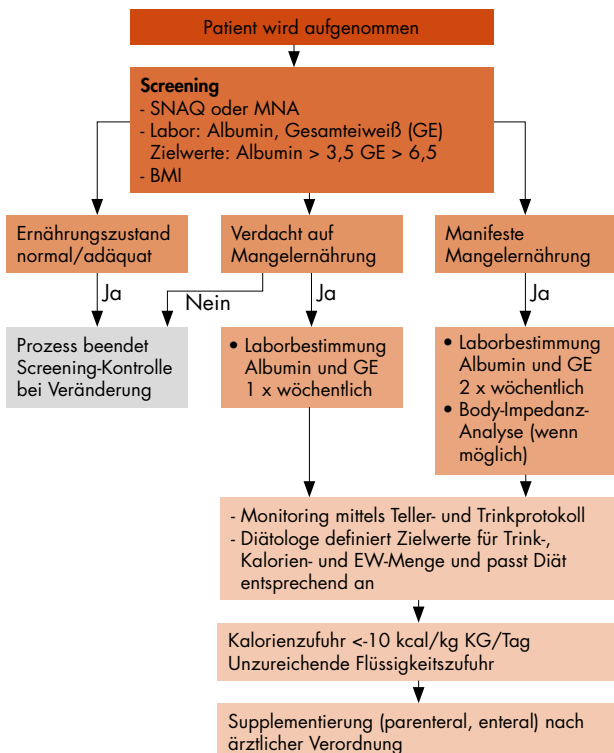 Patient wird aufgenommen
Screening
- SNAQ oder MNA
- Labor: Albumin, Gesamteiweiß (GE)
Zielwerte: Albumin > 3,5 GE > 6,5
- BMI
Ernährungszustand
normal/adäquat
Verdacht auf
Mangelernährung
Manifeste
Mangelernährung
Ja
Nein
Ja
Ja
Prozess beendet
Screening-Kontrolle
bei Veränderung
• Laborbestimmung
Albumin und GE
1 x wöchentlich
• Laborbestimmung
Albumin und GE
2 x wöchentlich
• Body-Impedanz-
Analyse (wenn
möglich)
- Monitoring mittels Teller- und Trinkprotokoll
- Diätologe definiert Zielwerte für Trink-,
Kalorien- und EW-Menge und passt Diät
entsprechend an
Kalorienzufuhr <-10 kcal/kg KG/Tag
Unzureichende Flüssigkeitszufuhr
Supplementierung (parenteral, enteral) nach
ärztlicher Verordnung